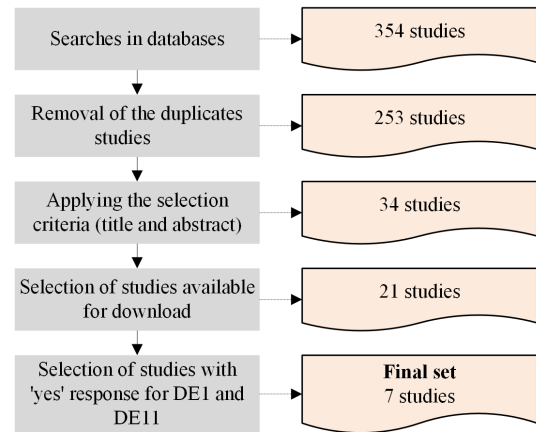 Searches in databases
354 studies
Removal of the duplicates
studies
253 studies
Applying the selection
criteria (title and abstract)
34 studies
Selection of studies available
for download
21 studies
Selection of studies with
'yes' response for DE1 and
DE11
Final set
7 studies